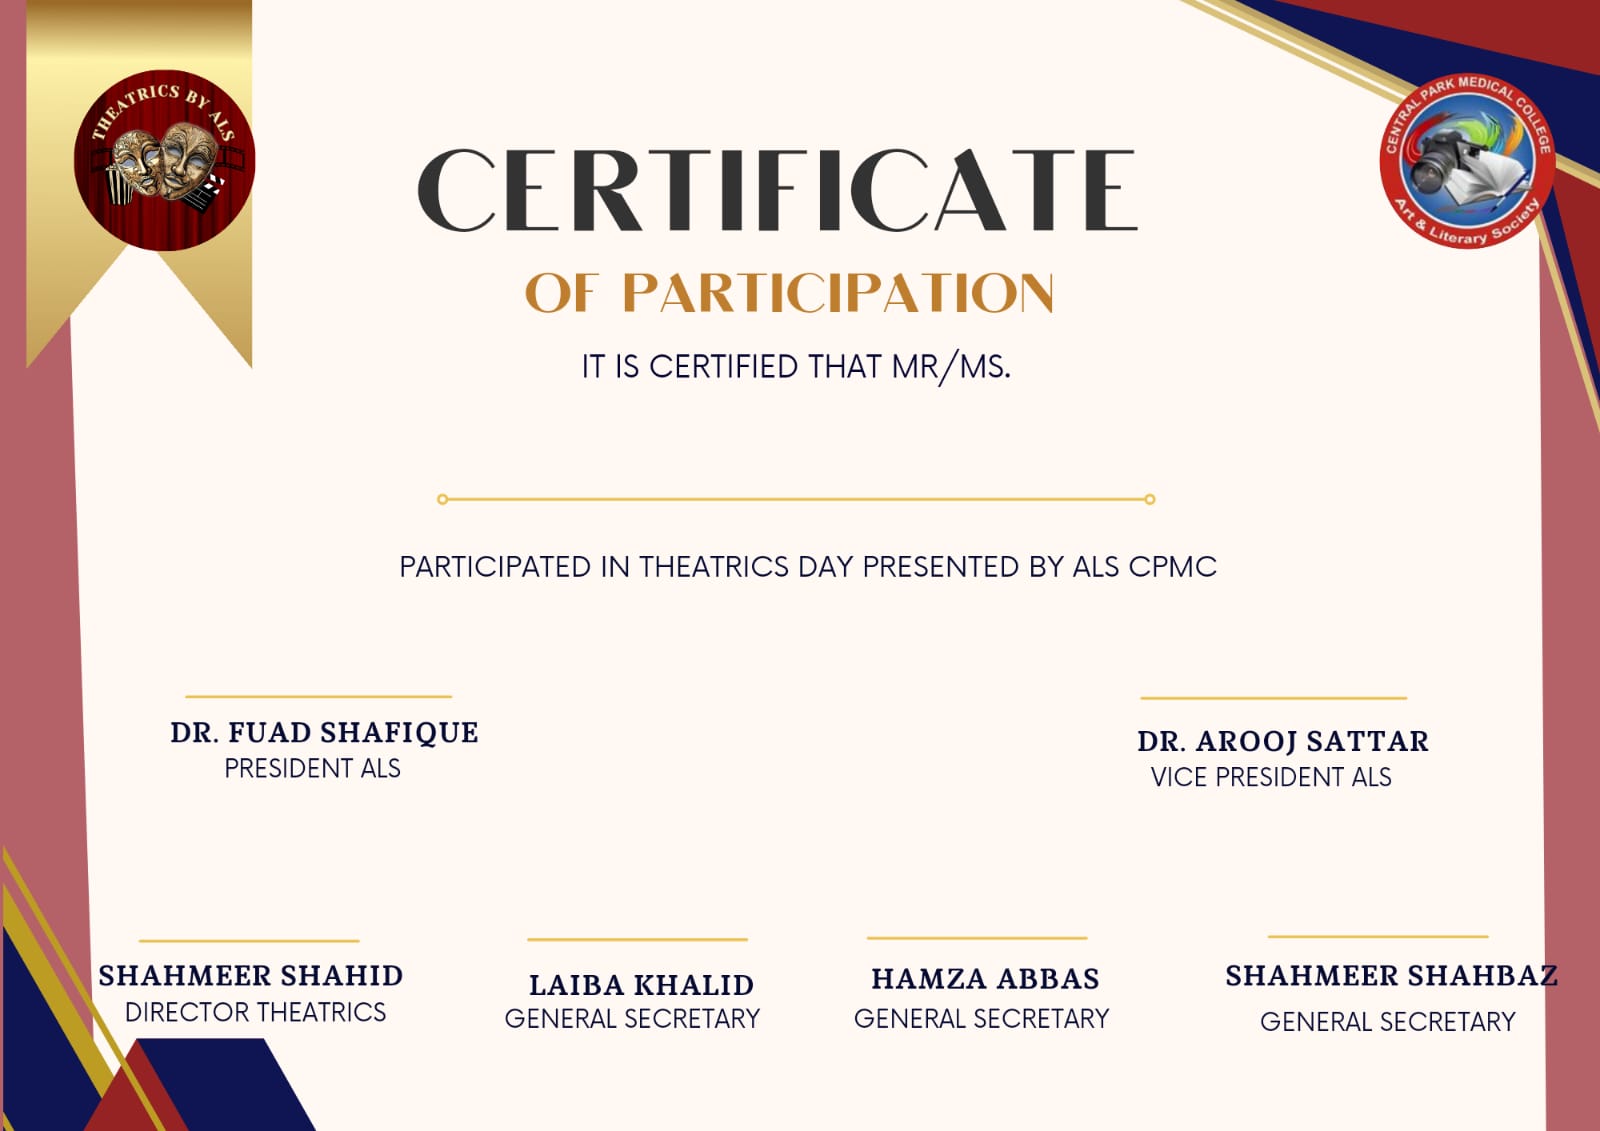 THEATRICS BY ALS
CENTRAL PARK MEDICAL COLLEGE
Art & Literary Society
CERTIFICATE
OF PARTICIPATION
IT IS CERTIFIED THAT MR/MS.
PARTICIPATED IN THEATRICS DAY PRESENTED BY ALS CPMC
DR. FUAD SHAFIQUE
PRESIDENT ALS
DR. AROOJ SATTAR
VICE PRESIDENT ALS
SHAHMEER SHAHID
DIRECTOR THEATRICS
LAIBA KHALID
GENERAL SECRETARY
HAMZA ABBAS
GENERAL SECRETARY
SHAHMEER SHAHBAZ
GENERAL SECRETARY